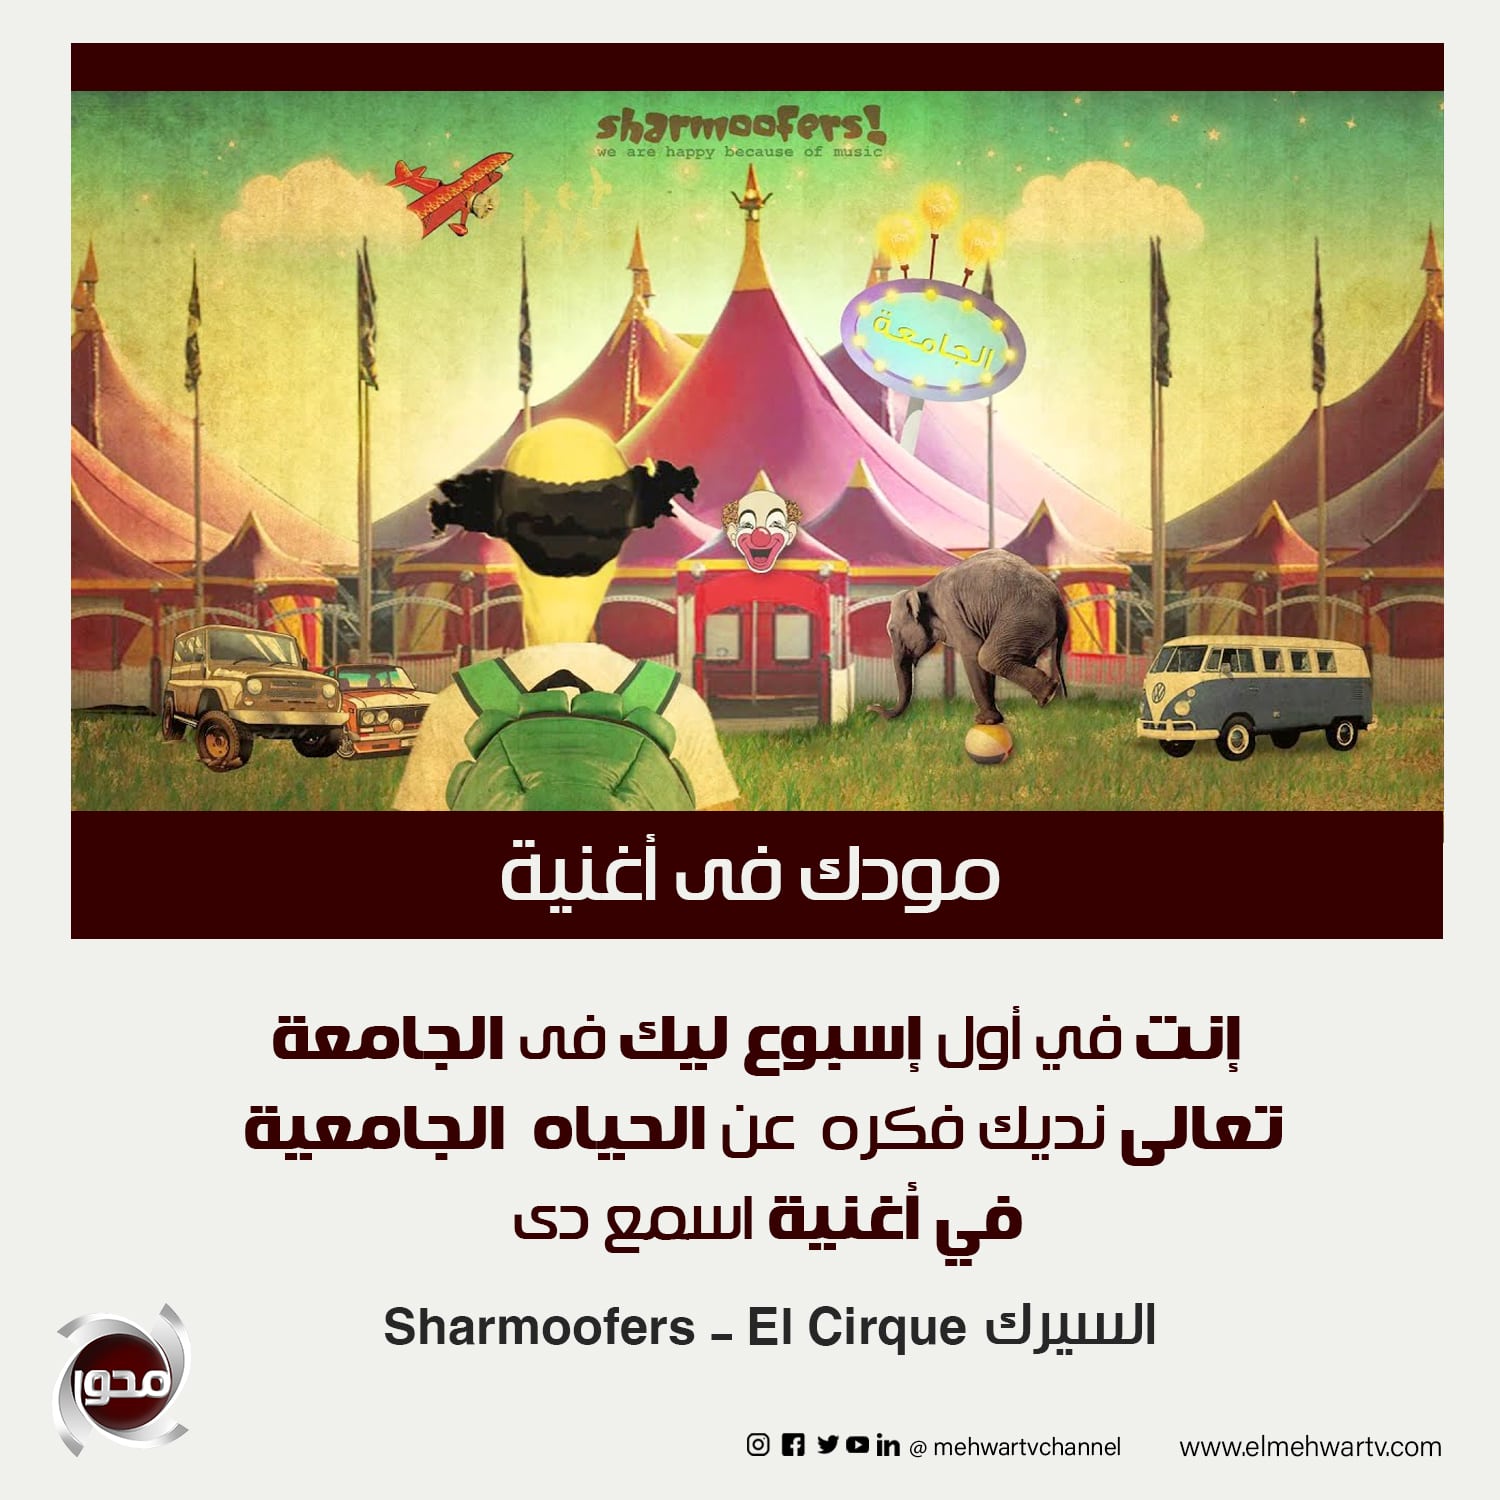 sharmoofers!
we are happy because of music
الجامعة
مودك فى أغنية
إنت في أول إسبوع ليك فى الجامعة
تعالى نديك فكره عن الحياه الجامعية
في أغنية اسمع دى
Sharmoofers - El Cirque السيرك
محور
@ mehwartvchannel
www.elmehwartv.com